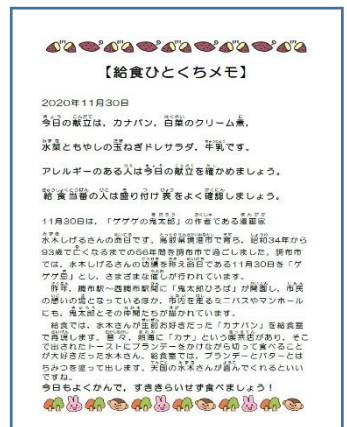 【給食ひとくちメモ】
2020年11月30日
今日の献立は，カナパン，白菜のクリーム煮，
水菜ともやしの玉ねぎドレサラダ，牛乳です。
アレルギーのある人は今日の献立を確かめましょう。
給食当番の人は盛り付け表をよく確認しましょう。
11月30日は，「ゲゲゲの鬼太郎」の作者である漫画家
水木しげるさんの命日です。鳥取県境港市で育ち，昭和34年から
93歳で亡くなるまでの56年間を調布市で過ごしました。調布市
では，水木しげるさんの功績を称え命日である11月30日を「ゲ
ゲゲ忌」とし，さまざまな催しが行われています。
昨年，調布駅～西調布駅間に「鬼太郎ひろば」が開園し，市民
の憩いの場となっているほか，市内を走るミニバスやマンホール
にも，鬼太郎とその仲間たちが描かれています。
給食では，水木さんが生前お好きだった「カナパン」を給食室
で再現します。昔々，熱海に「カナ」という喫茶店があり，そこ
で出されたトーストにブランデーをかけながら切って食べること
が大好きだった水木さん。給食室では，ブランデーとバターとは
ちみつを塗って出します。天国の水木さんが喜んでくれるといい
ですね。
今日もよくかんで，すききらいせず食べましょう！